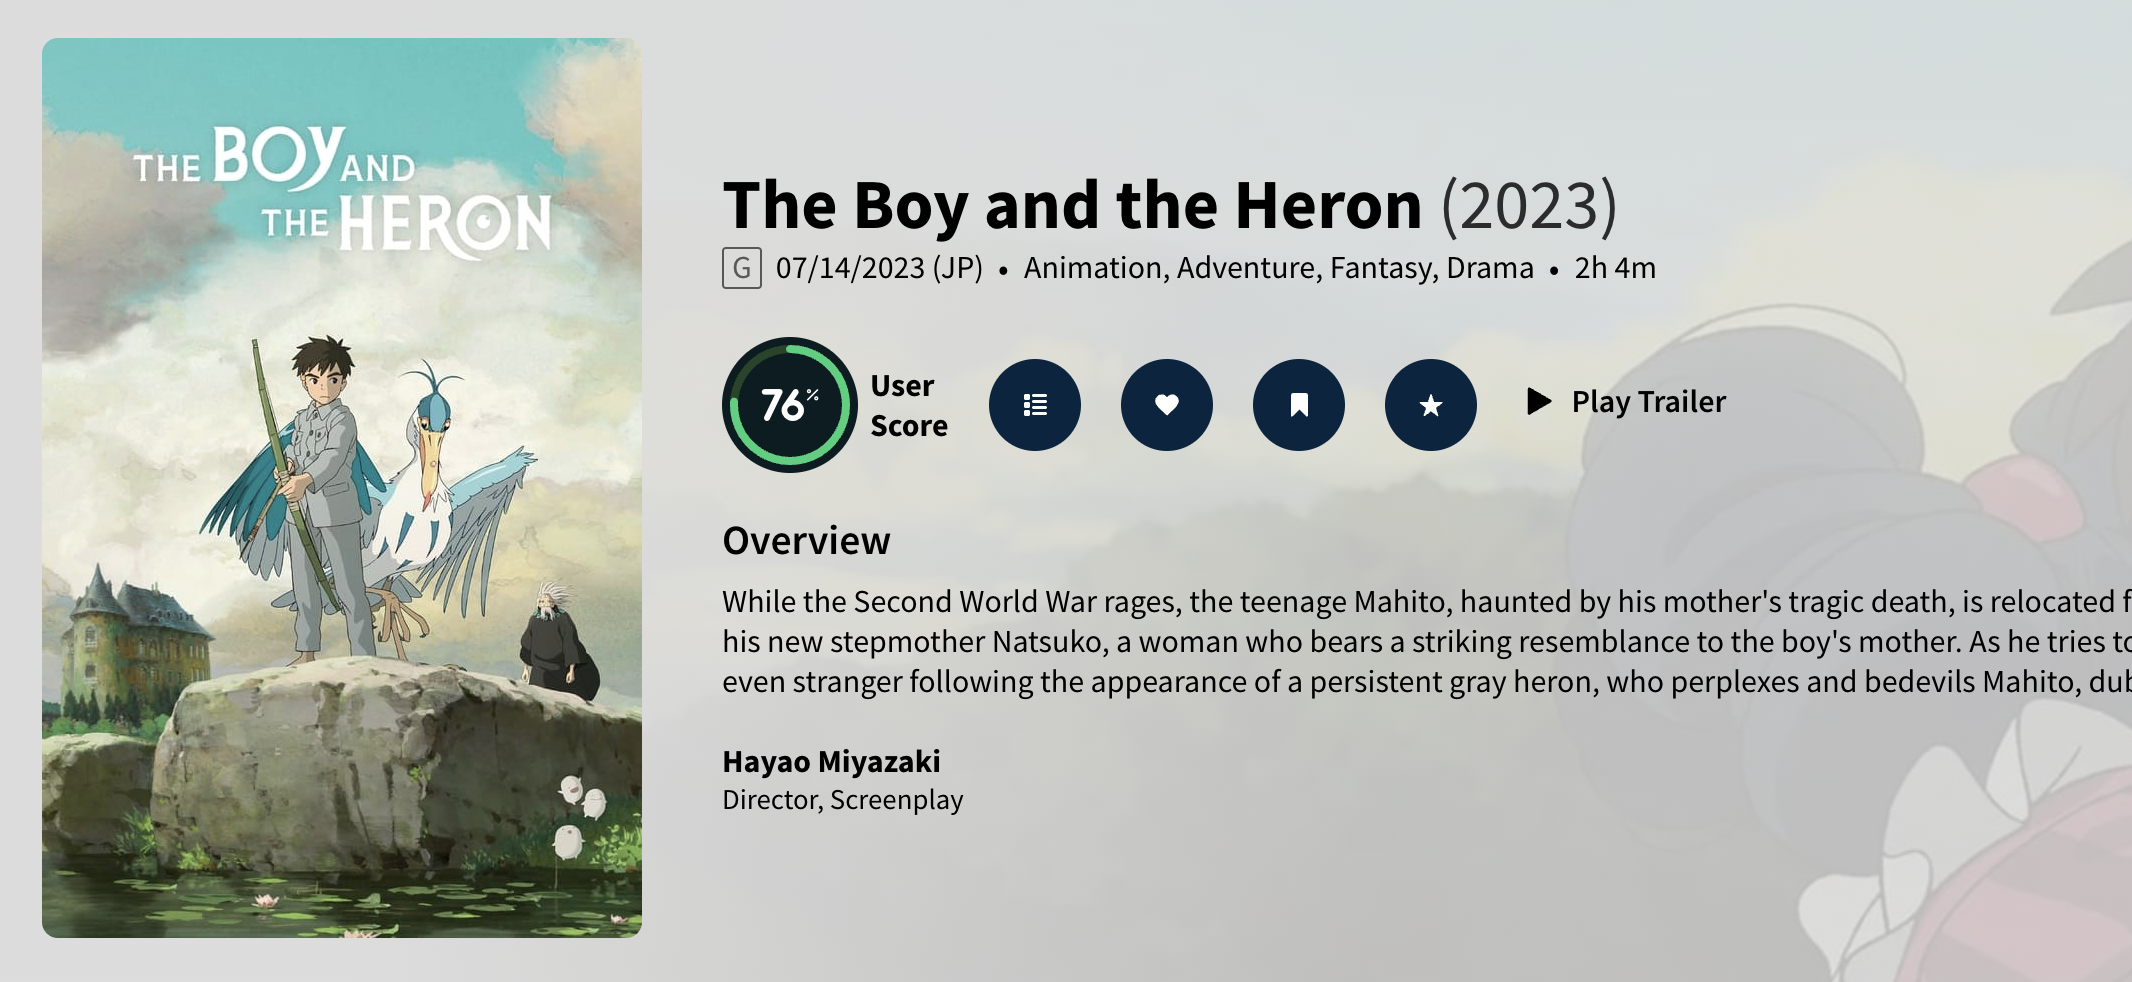 THE BOY AND
THE HERON
The Boy and the Heron (2023)
G 07/14/2023 (JP) • Animation, Adventure, Fantasy, Drama • 2h 4m
76%
User
Score
Play Trailer
Overview
While the Second World War rages, the teenage Mahito, haunted by his mother's tragic death, is relocated f
his new stepmother Natsuko, a woman who bears a striking resemblance to the boy's mother. As he tries to
even stranger following the appearance of a persistent gray heron, who perplexes and bedevils Mahito, dub
Hayao Miyazaki
Director, Screenplay